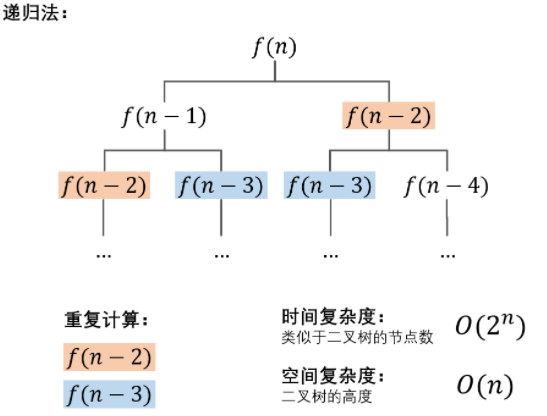 递归法：
f(n)
f(n − 1) f(n − 2)
f(n − 2) f(n − 3) f(n − 3) f(n − 4)
... ... ... ...
重复计算：
f(n − 2)
f(n − 3)
时间复杂度：
类似于二叉树的节点数
O(2ⁿ)
空间复杂度：
二叉树的高度
O(n)